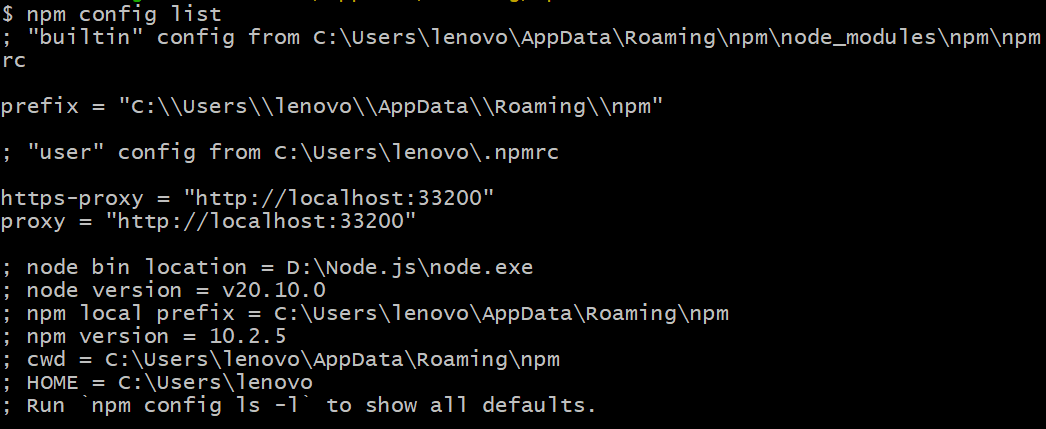 $ npm config list
; "builtin" config from C:\Users\lenovo\AppData\Roaming\npm\node_modules\npm\npm
rc
prefix = "C:\\Users\\lenovo\\AppData\\Roaming\\npm"
; "user" config from C:\Users\lenovo\.npmrc
https-proxy = "http://localhost:33200"
proxy = "http://localhost:33200"
; node bin location = D:\Node.js\node.exe
; node version = v20.10.0
; npm local prefix = C:\Users\lenovo\AppData\Roaming\npm
; npm version = 10.2.5
; cwd = C:\Users\lenovo\AppData\Roaming\npm
; HOME = C:\Users\lenovo
; Run `npm config ls -l` to show all defaults.